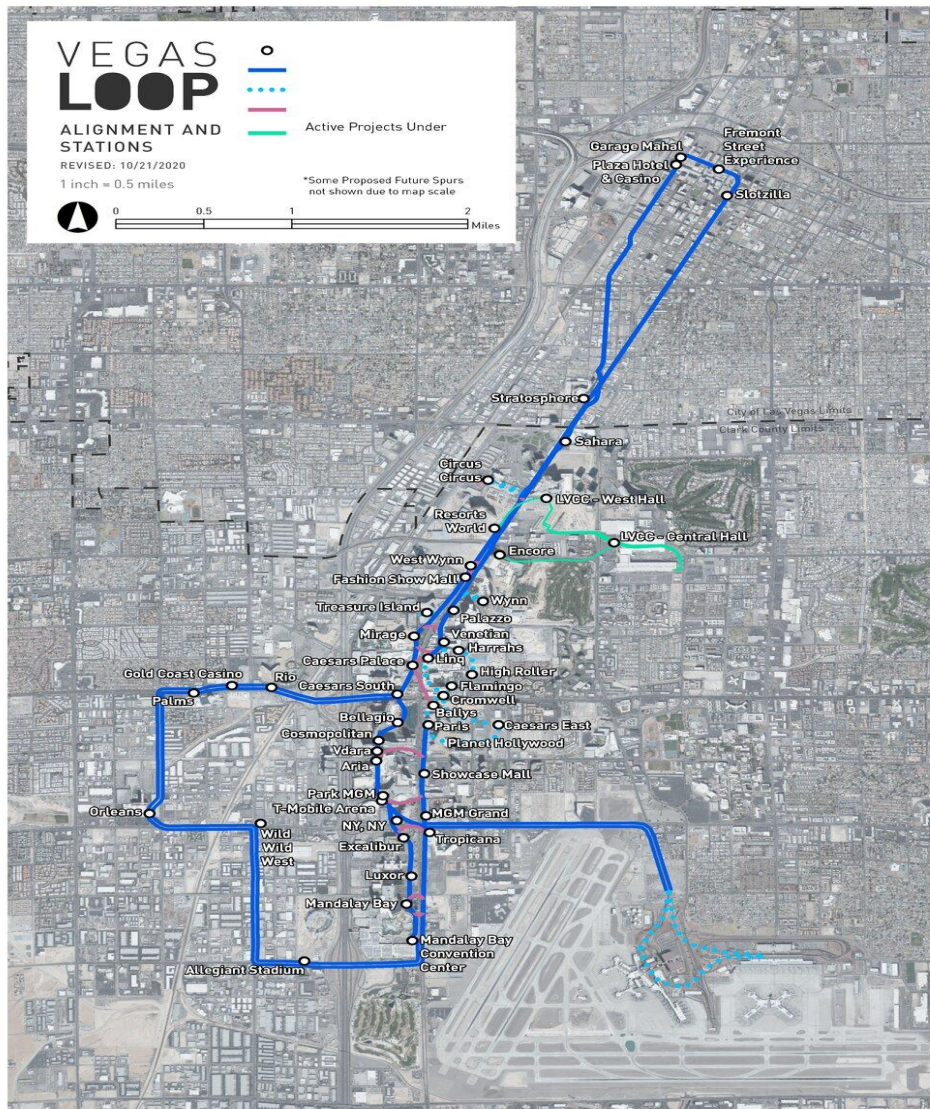 VEGAS
LOOP
ALIGNMENT AND
STATIONS
REVISED: 10/21/2020
1 inch = 0.5 miles
Active Projects Under
*Some Proposed Future Spurs
not shown due to map scale
0 0.5 1 2
Miles
Garage Mahal
Plaza Hotel
& Casino
Fremont
Street
Experience
Slotzilla
Stratosphere
City of Las Vegas Limits
Clark County Limits
Sahara
Circus
Circus
LVCC - West Hall
Resorts
World
LVCC - Central Hall
Encore
West Wynn
Fashion Show Mall
Wynn
Treasure Island
Palazzo
Mirage
Venetian
Harrahs
Linq
Caesars Palace
High Roller
Gold Coast Casino
Rio
Palms
Caesars South
Flamingo
Cromwell
Ballys
Bellagio
Paris
Caesars East
Cosmopolitan
Planet Hollywood
Vdara
Aria
Showcase Mall
Park MGM
T-Mobile Arena
Orleans
MGM Grand
Wild
Wild
West
NY, NY
Tropicana
Excalibur
Luxor
Mandalay Bay
Mandalay Bay
Convention
Center
Allegiant Stadium